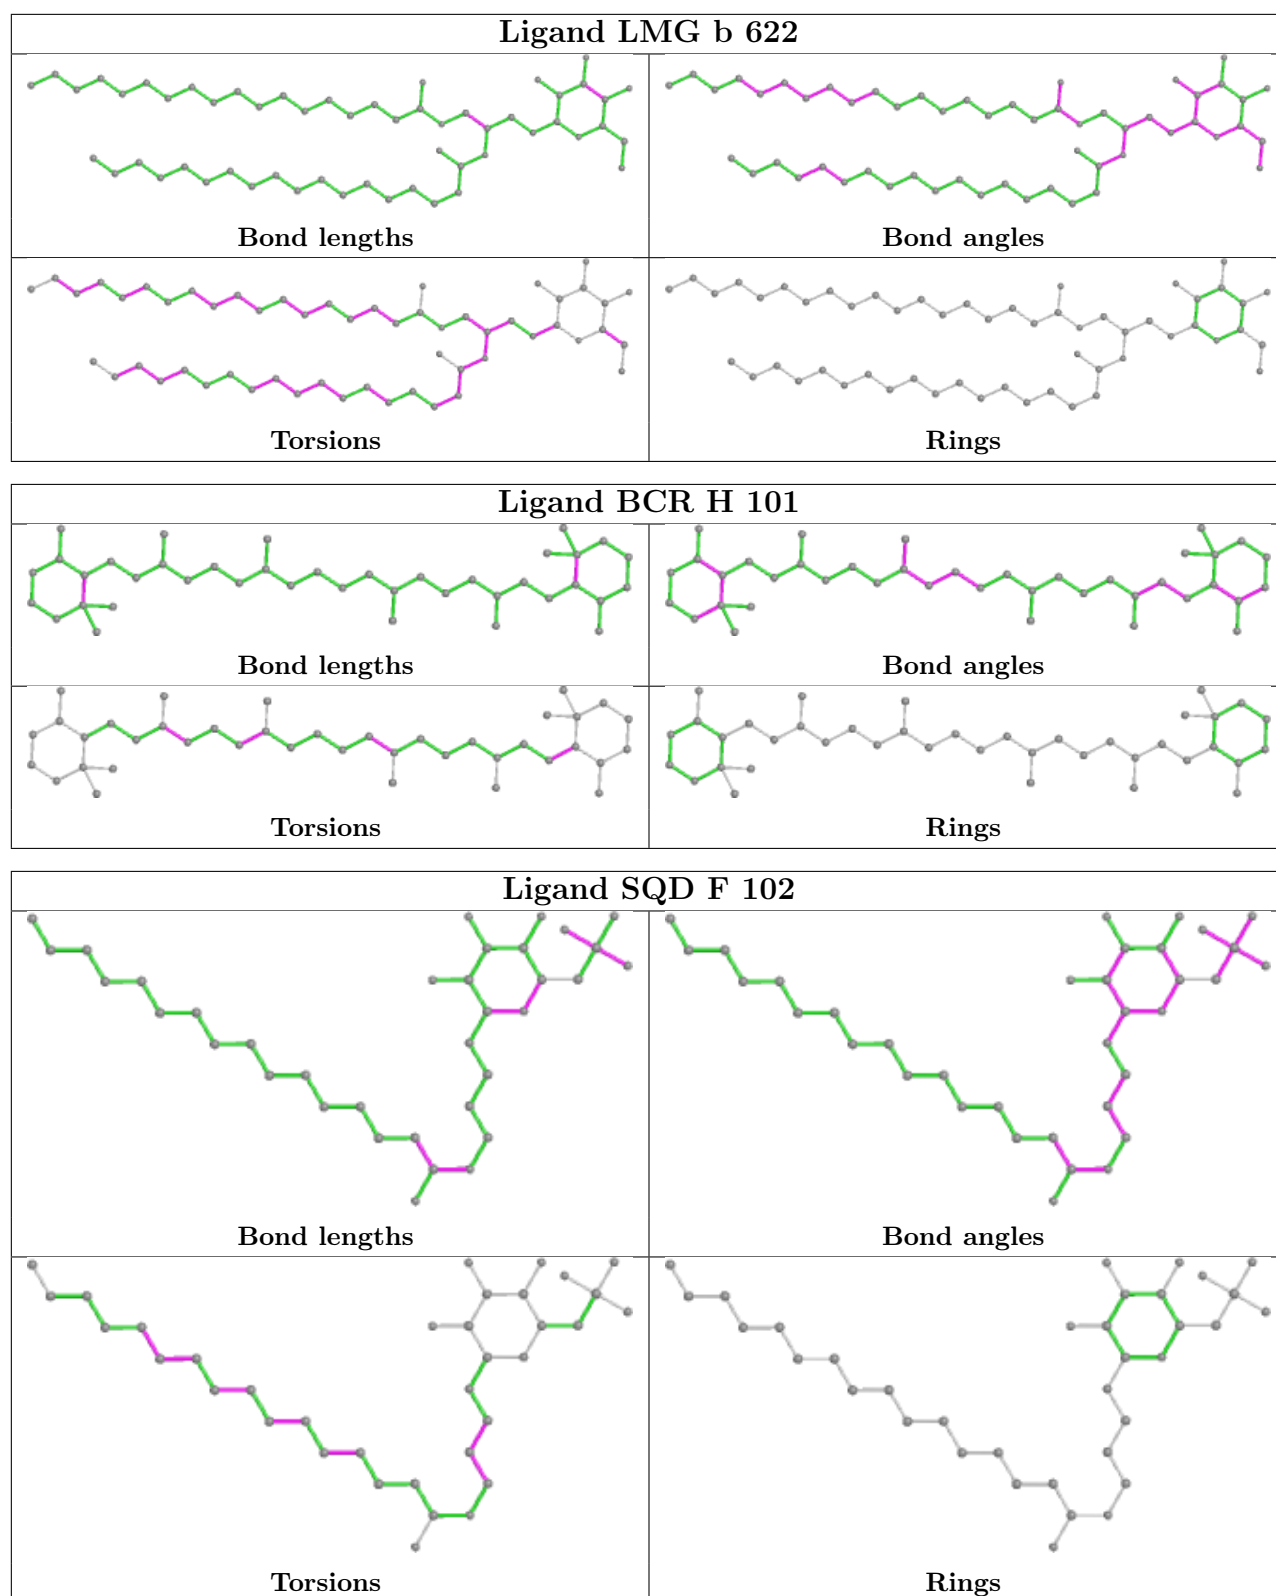 Ligand LMG b 622
Bond lengths
Bond angles
Torsions
Rings
Ligand BCR H 101
Bond lengths
Bond angles
Torsions
Rings
Ligand SQD F 102
Bond lengths
Bond angles
Torsions
Rings